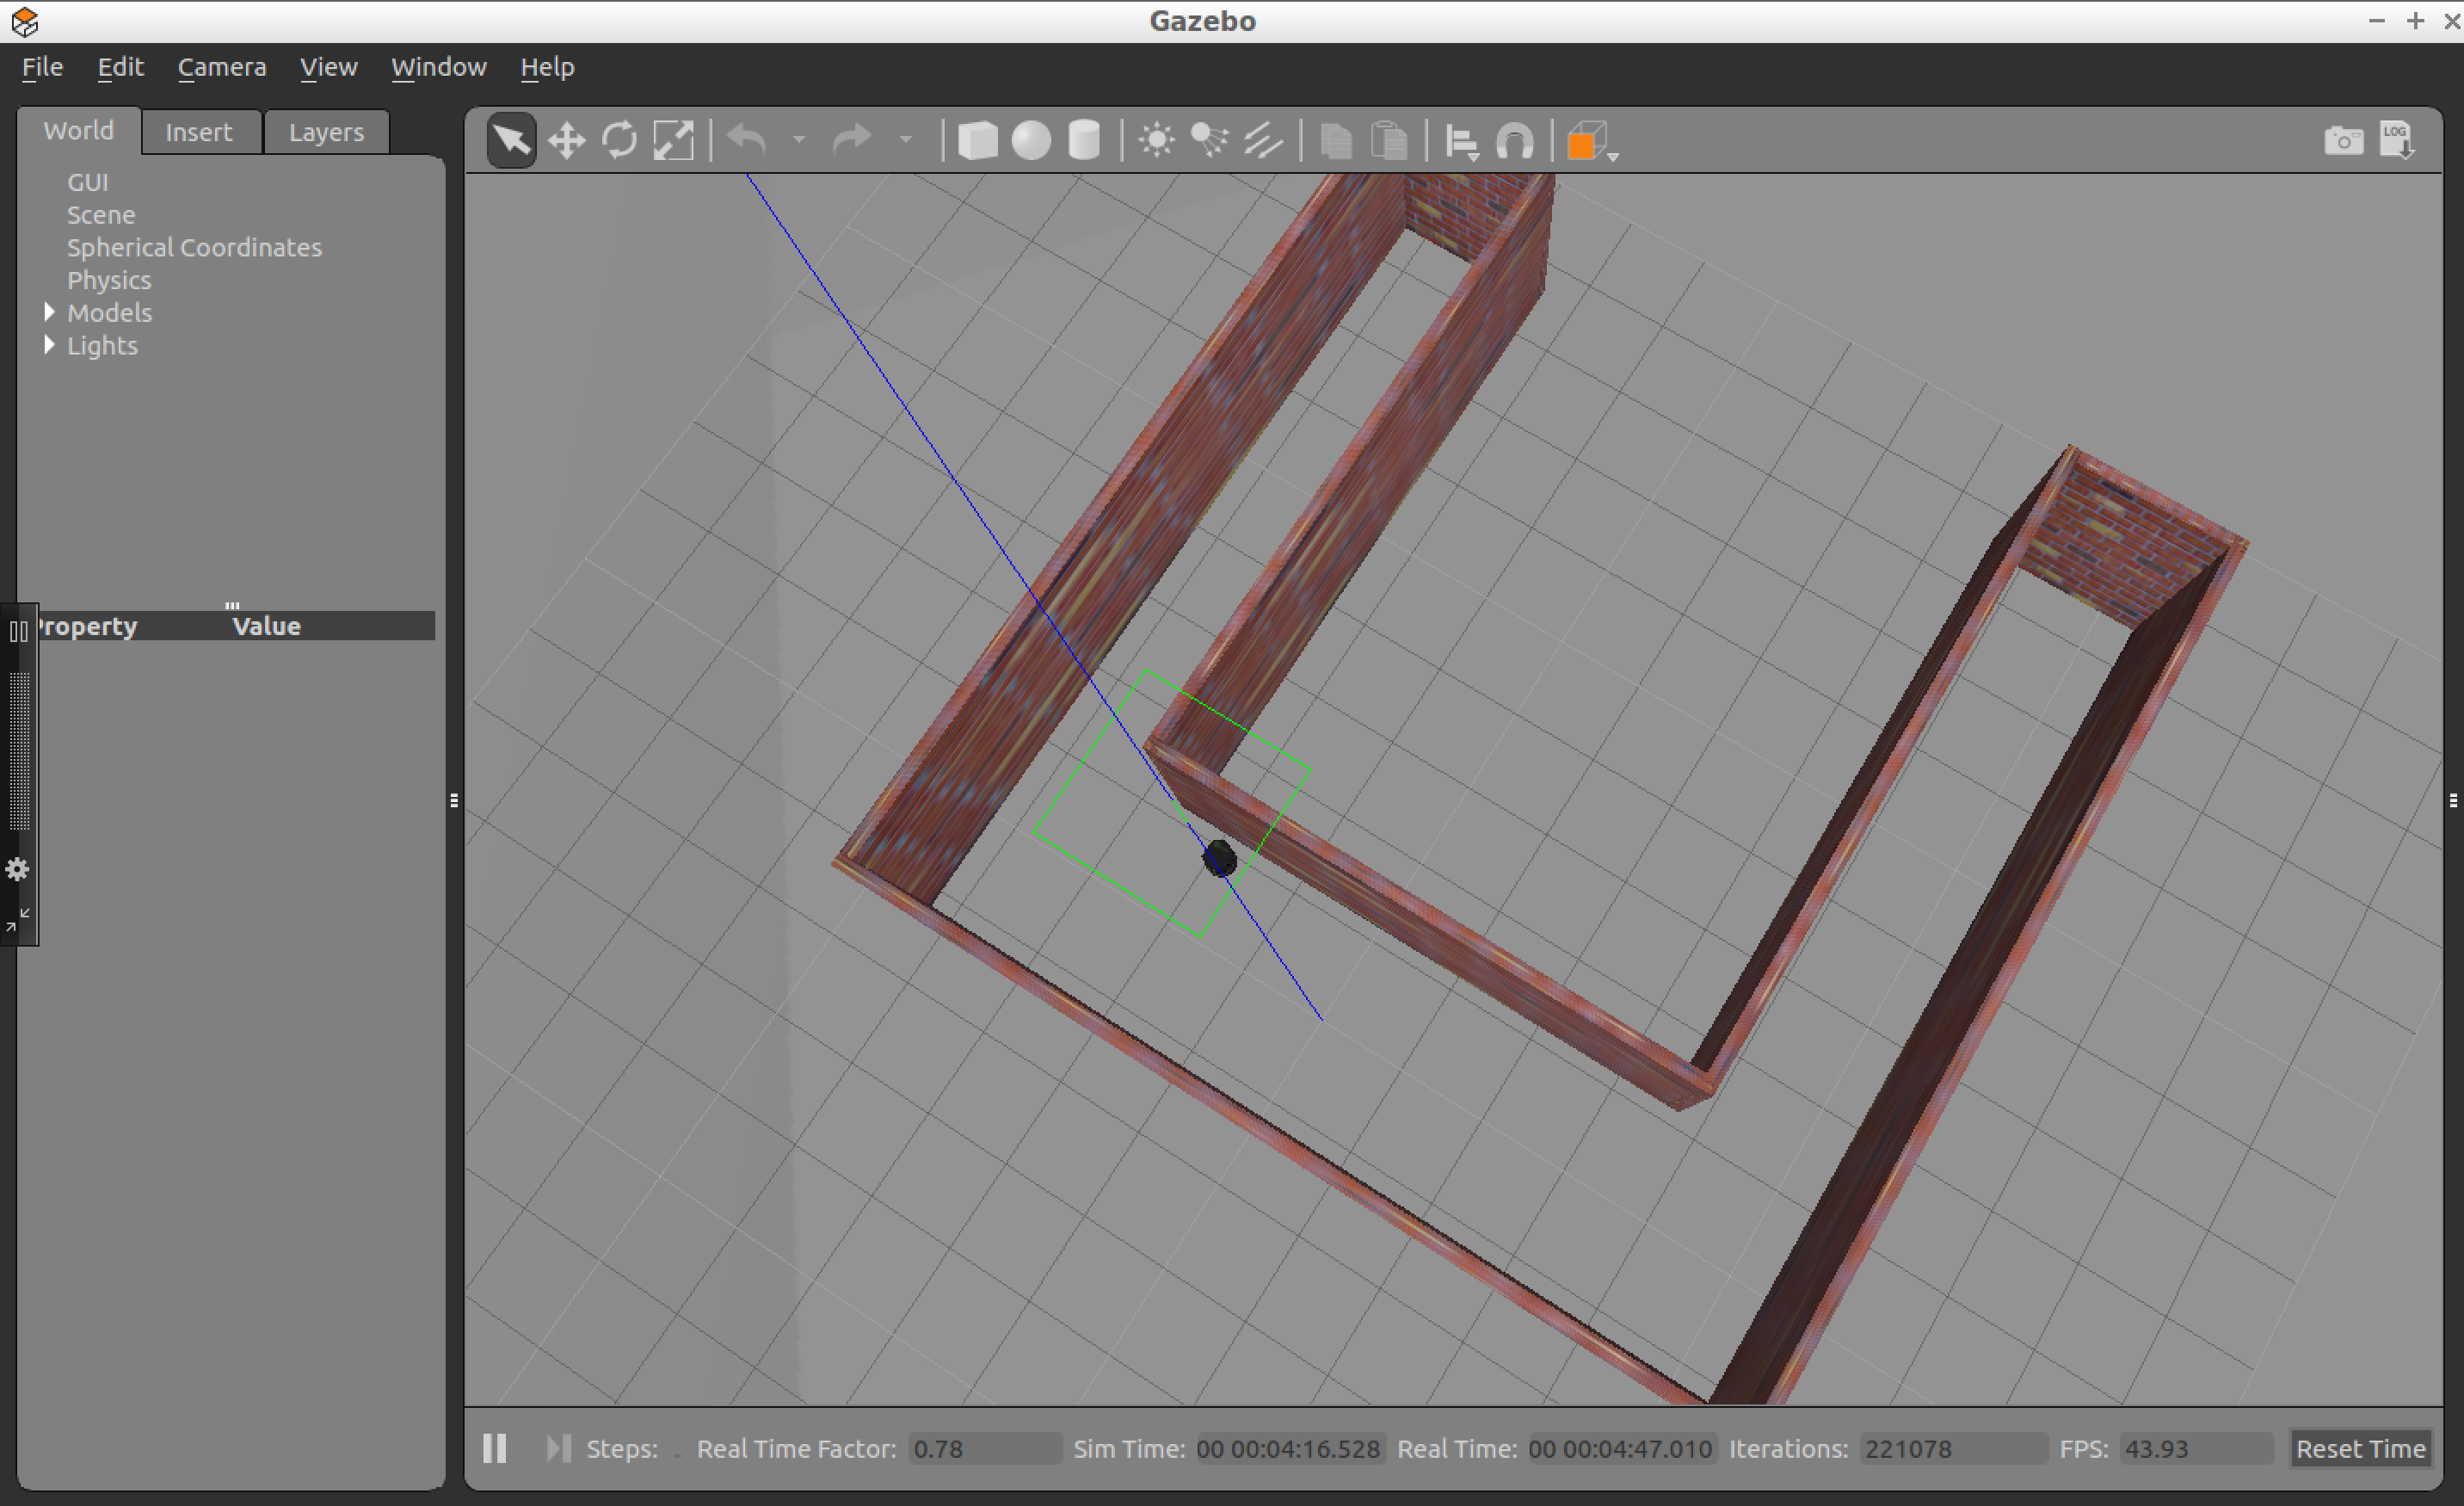 Gazebo
File Edit Camera View Window Help
World Insert Layers
LOG
GUI
Scene
Spherical Coordinates
Physics
Models
Lights
Property Value
Steps: - Real Time Factor: 0.78 Sim Time: 00 00:04:16.528 Real Time: 00 00:04:47.010 Iterations: 221078 FPS: 43.93 Reset Time